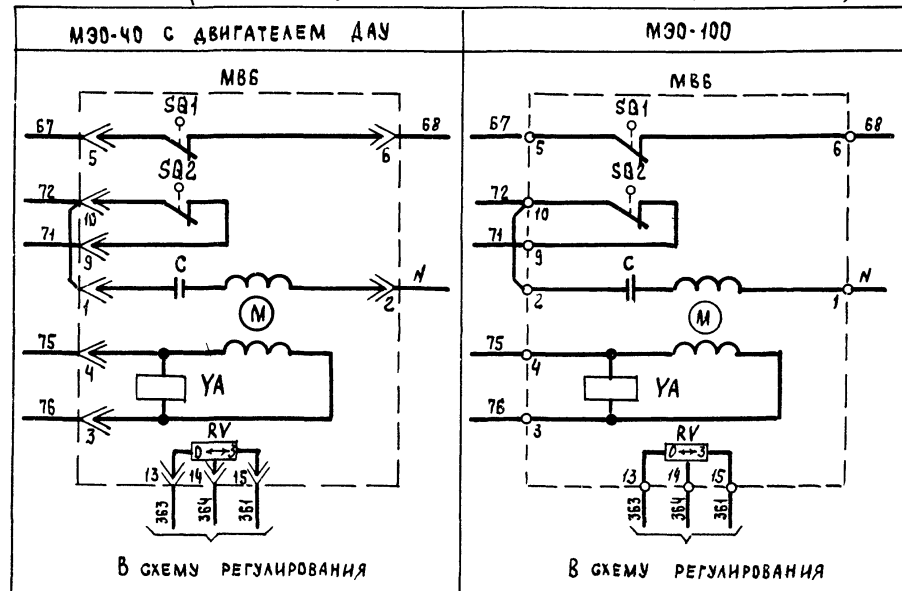 МЭО-40 С ДВИГАТЕЛЕМ ДАУ
МВБ
SQ1
67
5
6
68
SQ2
72
10
71
9
C
N
1
2
M
75
4
YA
76
3
RV
0↔3
13
14
15
363
364
361
В СХЕМУ РЕГУЛИРОВАНИЯ
МЭО-100
МВБ
SQ1
67
5
6
68
SQ2
72
10
71
9
C
N
2
1
M
75
4
YA
76
3
RV
0↔3
13
14
15
363
364
361
В СХЕМУ РЕГУЛИРОВАНИЯ